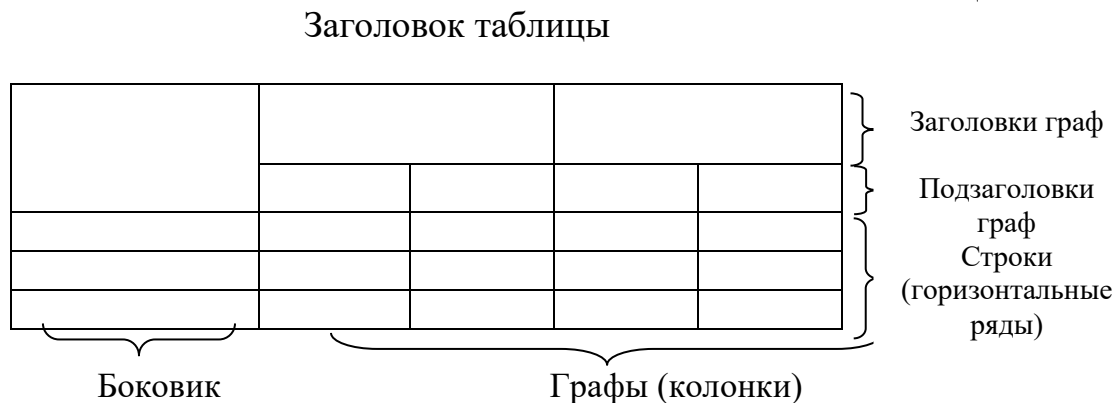 Заголовок таблицы
Заголовки граф
Подзаголовки
граф
Строки
(горизонтальные
ряды)
Боковик
Графы (колонки)